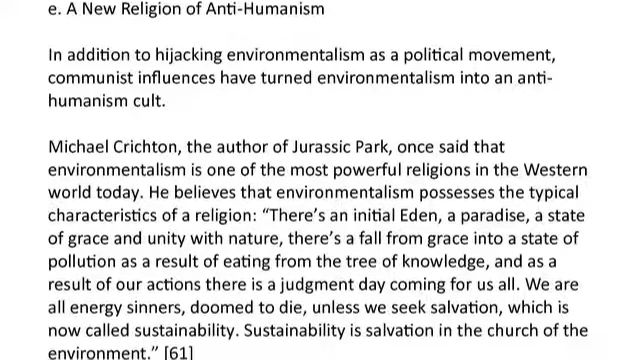 e. A New Religion of Anti-Humanism
In addition to hijacking environmentalism as a political movement,
communist influences have turned environmentalism into an anti-
humanism cult.
Michael Crichton, the author of Jurassic Park, once said that
environmentalism is one of the most powerful religions in the Western
world today. He believes that environmentalism possesses the typical
characteristics of a religion: “There’s an initial Eden, a paradise, a state
of grace and unity with nature, there’s a fall from grace into a state of
pollution as a result of eating from the tree of knowledge, and as a
result of our actions there is a judgment day coming for us all. We are
all energy sinners, doomed to die, unless we seek salvation, which is
now called sustainability. Sustainability is salvation in the church of the
environment.” [61]